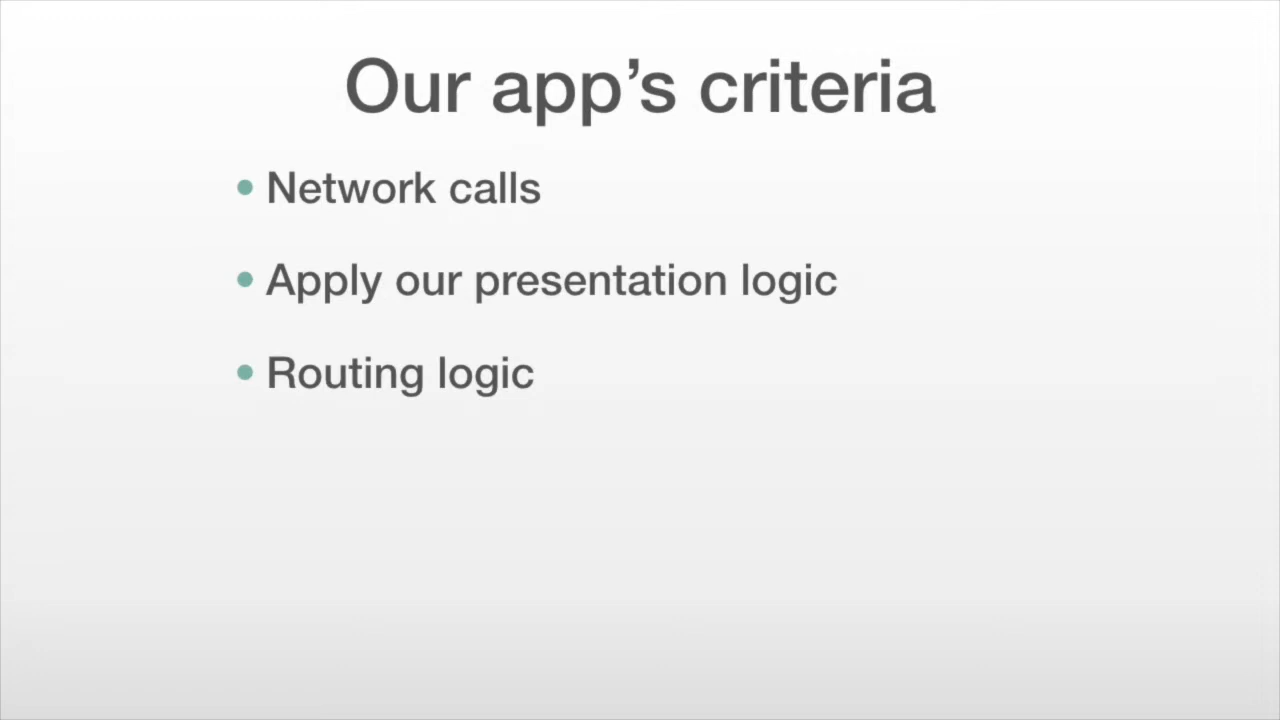 Our app’s criteria
• Network calls
• Apply our presentation logic
• Routing logic